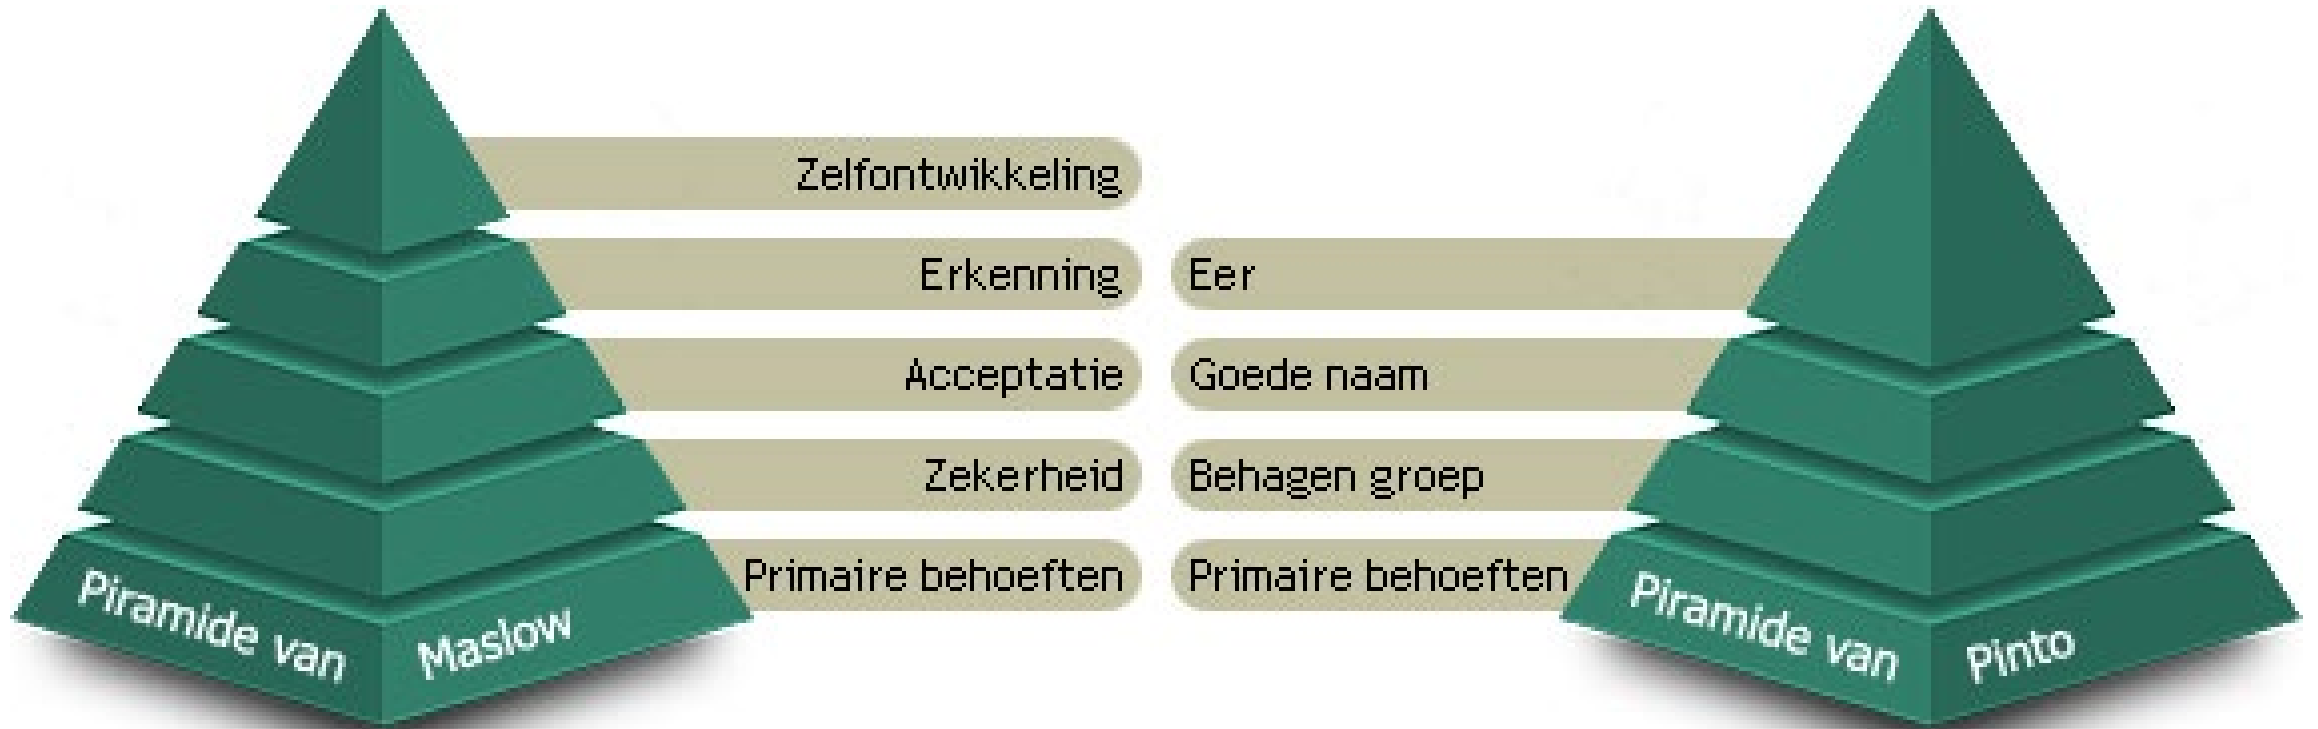 Zelfontwikkeling
Erkenning
Eer
Acceptatie
Goede naam
Zekerheid
Behagen groep
Primaire behoeften
Primaire behoeften
Piramide van Maslow
Piramide van Pinto